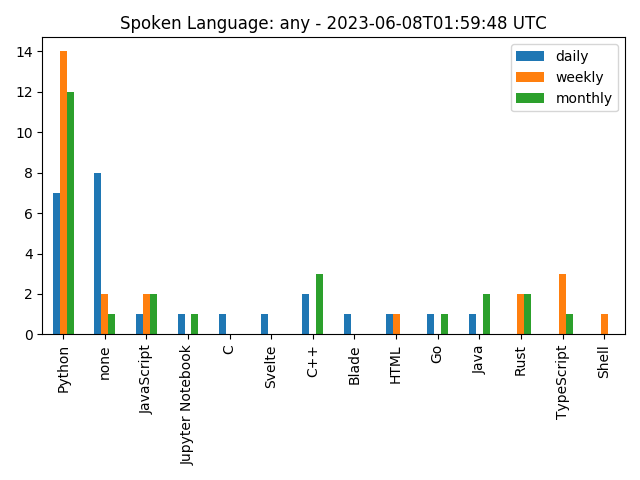 Spoken Language: any - 2023-06-08T01:59:48 UTC
daily
weekly
monthly
14
12
10
8
6
4
2
0
Python
none
JavaScript
Jupyter Notebook
C
Svelte
C++
Blade
HTML
Go
Java
Rust
TypeScript
Shell